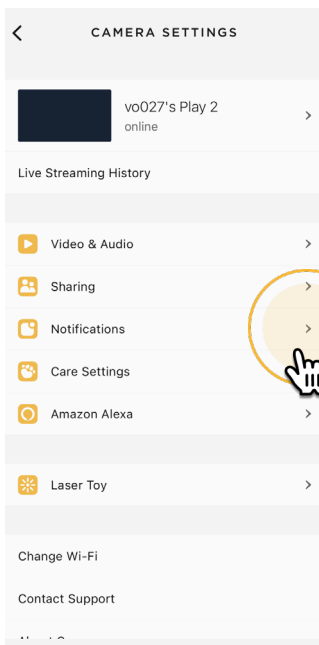 CAMERA SETTINGS
vo027's Play 2
online
Live Streaming History
Video & Audio
Sharing
Notifications
Care Settings
Amazon Alexa
Laser Toy
Change Wi-Fi
Contact Support